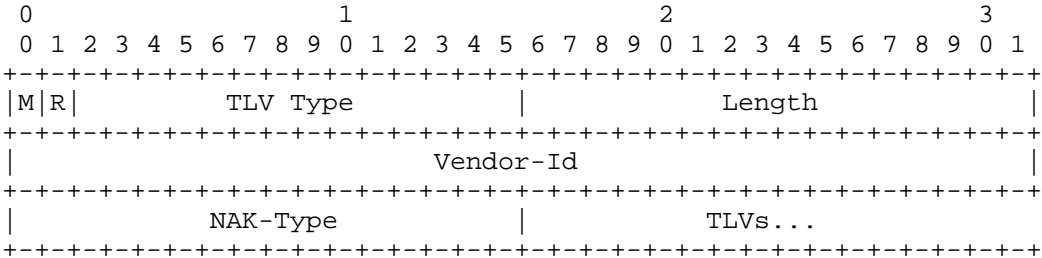 0                   1                   2                   3
 0 1 2 3 4 5 6 7 8 9 0 1 2 3 4 5 6 7 8 9 0 1 2 3 4 5 6 7 8 9 0 1
+-+-+-+-+-+-+-+-+-+-+-+-+-+-+-+-+-+-+-+-+-+-+-+-+-+-+-+-+-+-+-+-+
|M|R|         TLV Type          |            Length             |
+-+-+-+-+-+-+-+-+-+-+-+-+-+-+-+-+-+-+-+-+-+-+-+-+-+-+-+-+-+-+-+-+
|                          Vendor-Id                            |
+-+-+-+-+-+-+-+-+-+-+-+-+-+-+-+-+-+-+-+-+-+-+-+-+-+-+-+-+-+-+-+-+
|            NAK-Type           |           TLVs...
+-+-+-+-+-+-+-+-+-+-+-+-+-+-+-+-+-+-+-+-+-+-+-+-+-+-+-+-+-+-+-+-+